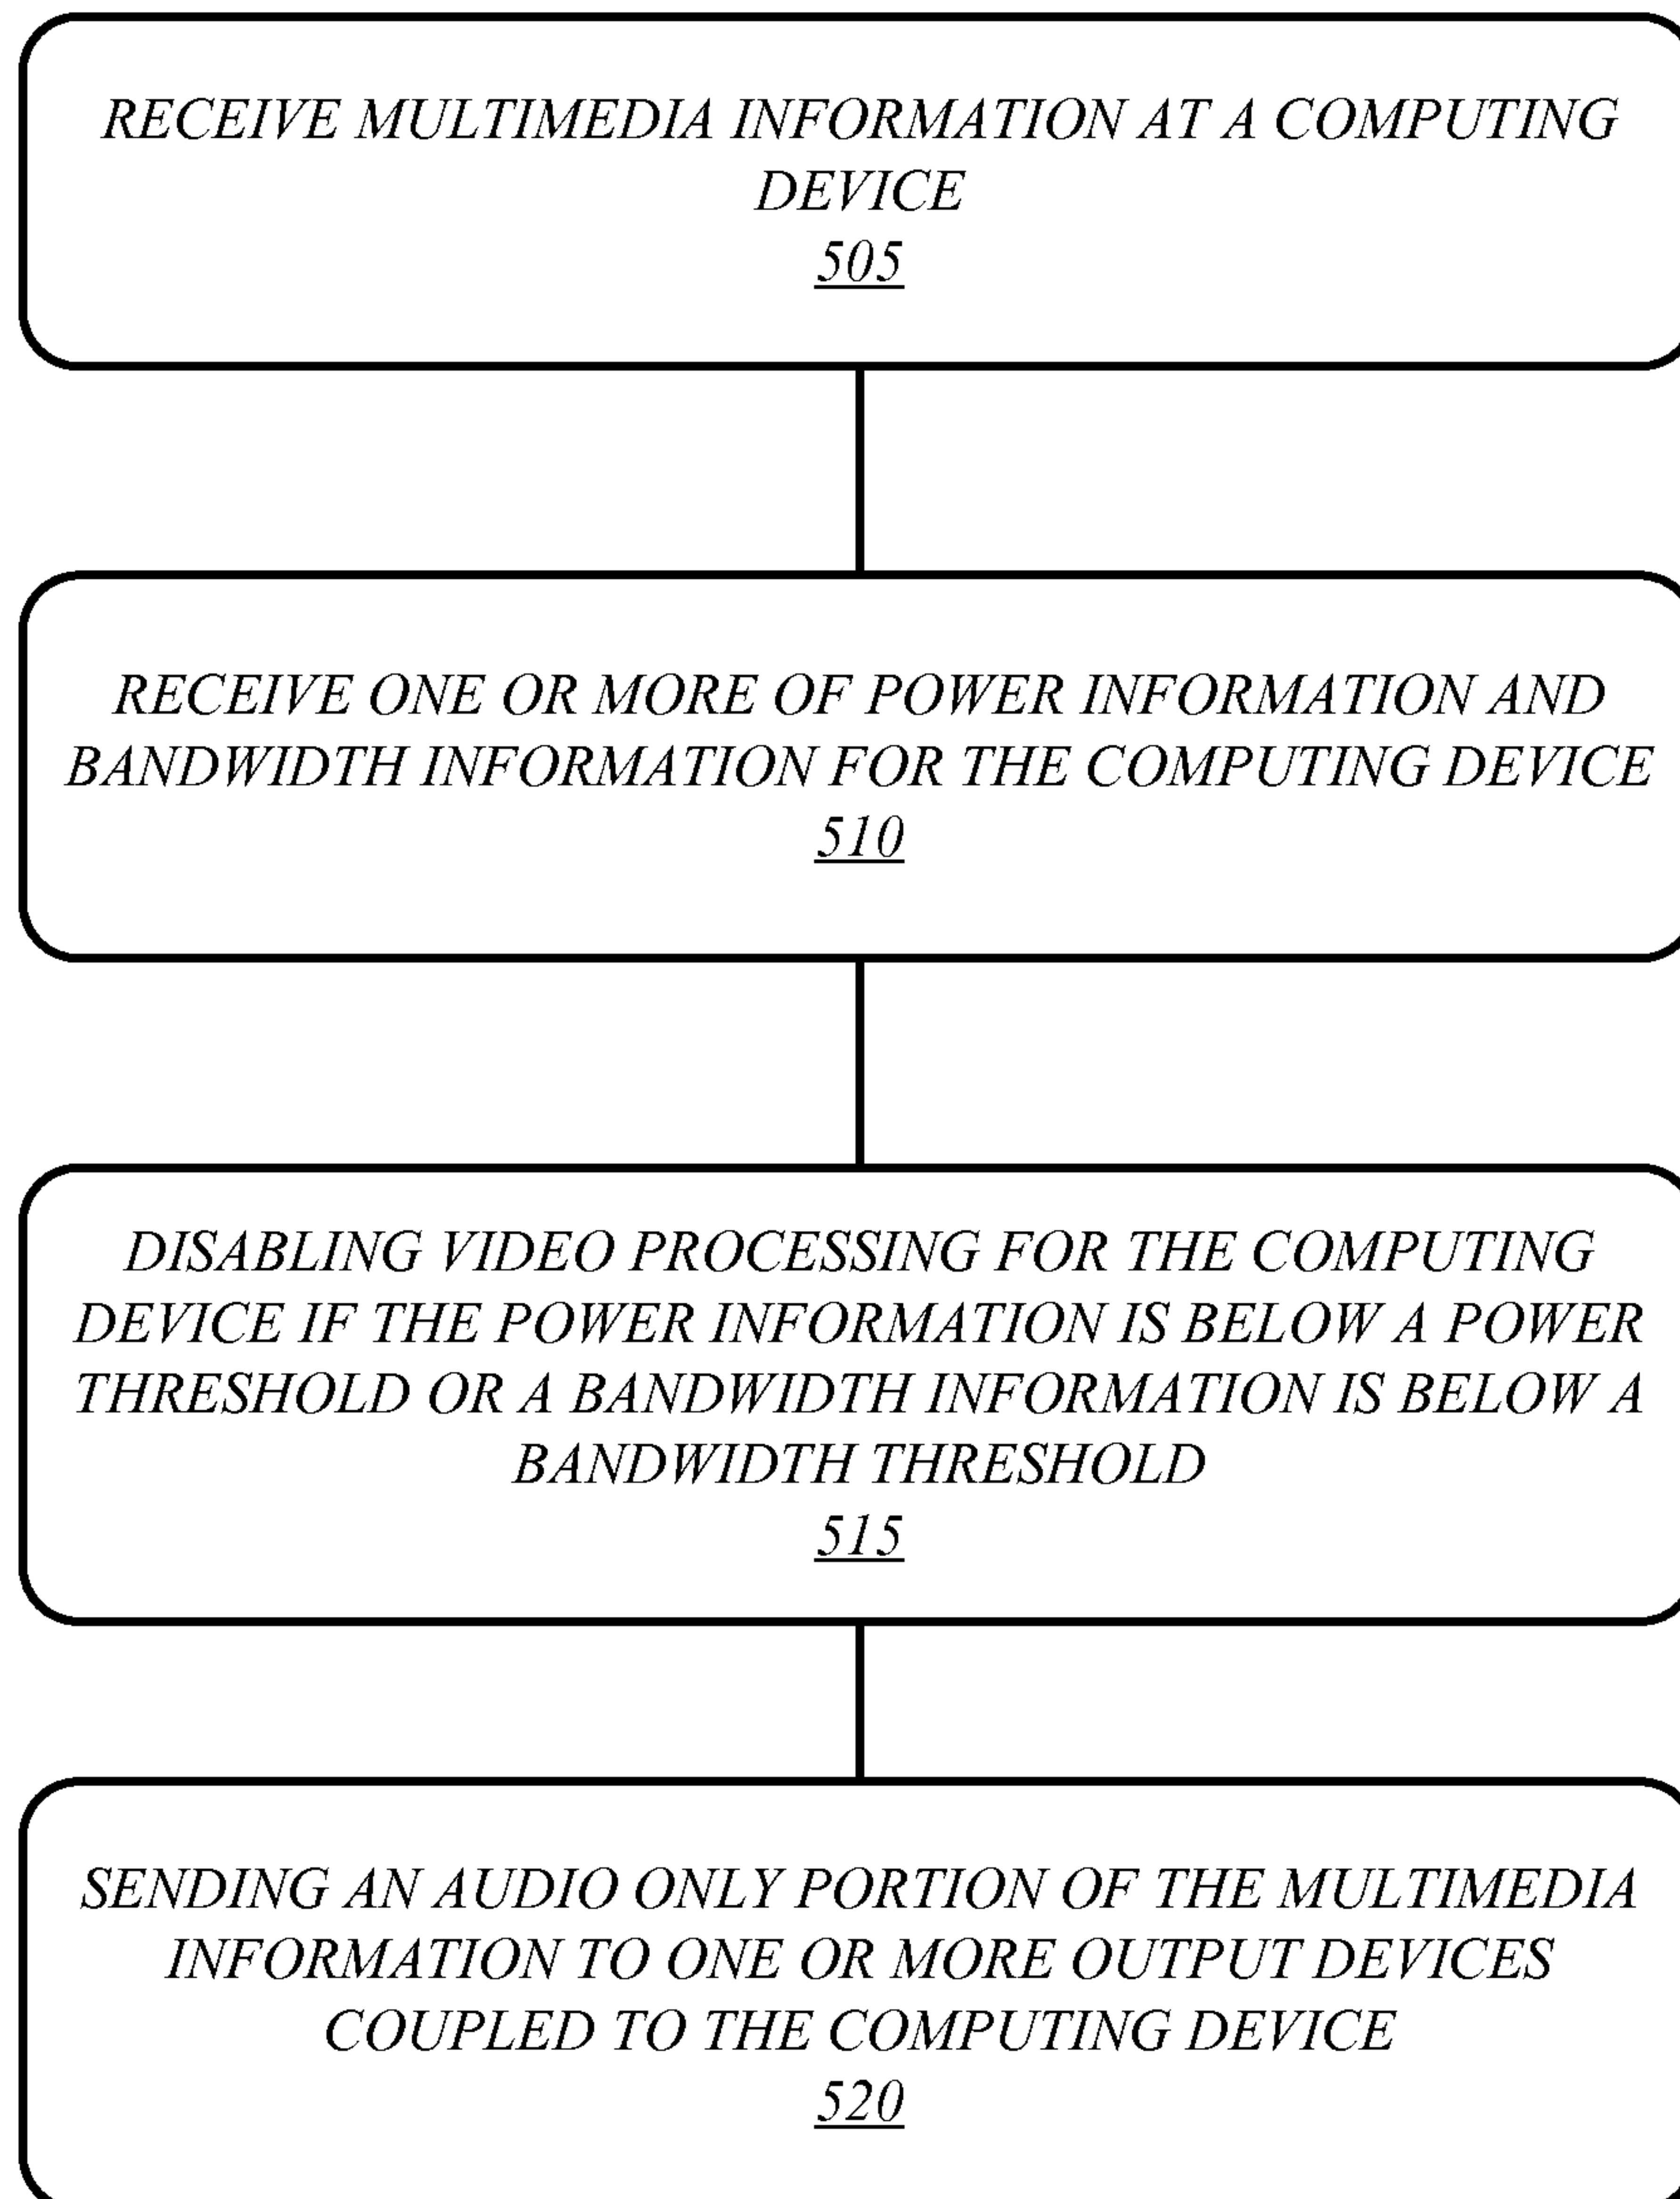 RECEIVE MULTIMEDIA INFORMATION AT A COMPUTING
DEVICE
505
RECEIVE ONE OR MORE OF POWER INFORMATION AND
BANDWIDTH INFORMATION FOR THE COMPUTING DEVICE
510
DISABLING VIDEO PROCESSING FOR THE COMPUTING
DEVICE IF THE POWER INFORMATION IS BELOW A POWER
THRESHOLD OR A BANDWIDTH INFORMATION IS BELOW A
BANDWIDTH THRESHOLD
515
SENDING AN AUDIO ONLY PORTION OF THE MULTIMEDIA
INFORMATION TO ONE OR MORE OUTPUT DEVICES
COUPLED TO THE COMPUTING DEVICE
520